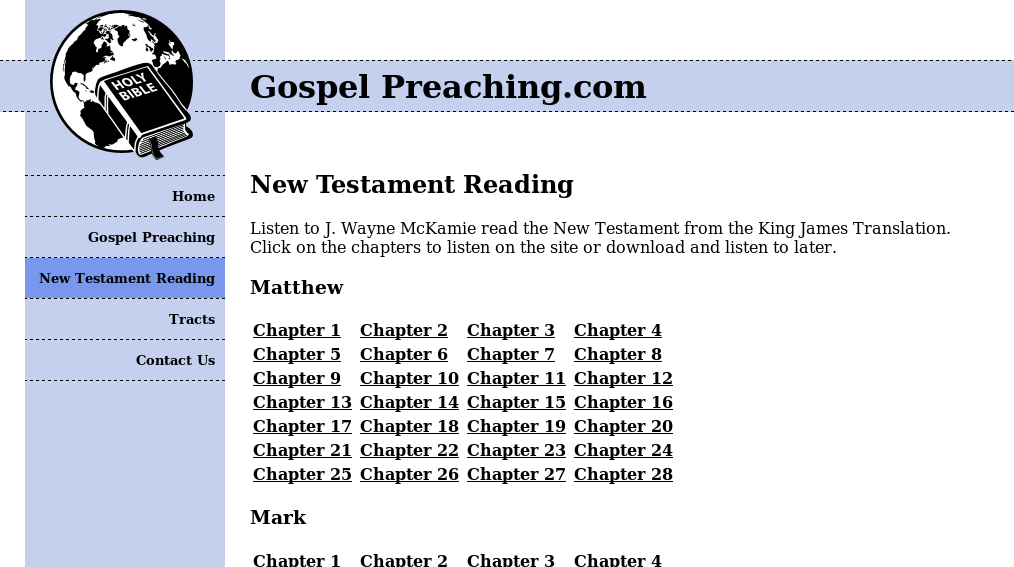 HOLY
BIBLE
Gospel Preaching.com
Home
Gospel Preaching
New Testament Reading
Tracts
Contact Us
New Testament Reading
Listen to J. Wayne McKamie read the New Testament from the King James Translation.
Click on the chapters to listen on the site or download and listen to later.
Matthew
Chapter 1 Chapter 2 Chapter 3 Chapter 4
Chapter 5 Chapter 6 Chapter 7 Chapter 8
Chapter 9 Chapter 10 Chapter 11 Chapter 12
Chapter 13 Chapter 14 Chapter 15 Chapter 16
Chapter 17 Chapter 18 Chapter 19 Chapter 20
Chapter 21 Chapter 22 Chapter 23 Chapter 24
Chapter 25 Chapter 26 Chapter 27 Chapter 28
Mark
Chapter 1 Chapter 2 Chapter 3 Chapter 4